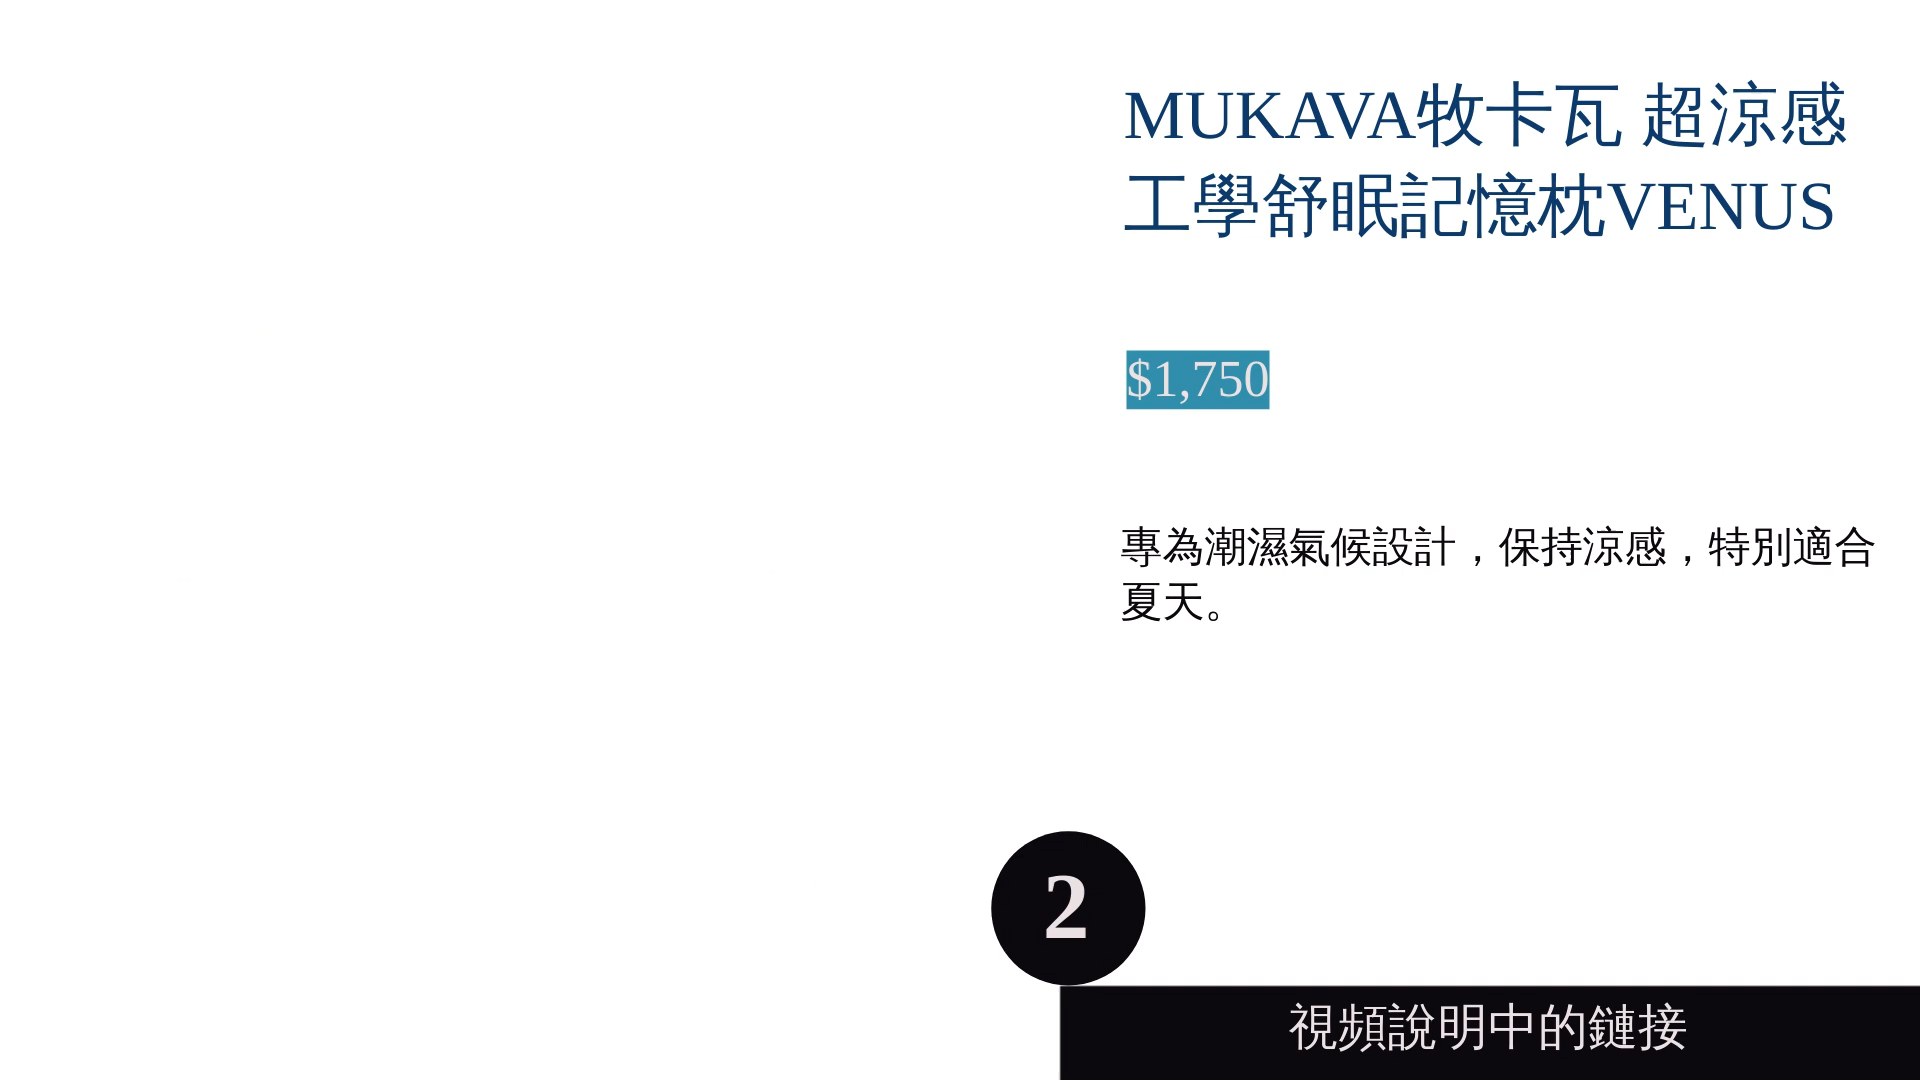 MUKAVA牧卡瓦 超涼感
工學舒眠記憶枕VENUS
$1,750
專為潮濕氣候設計，保持涼感，特別適合
夏天。
2
視頻說明中的鏈接